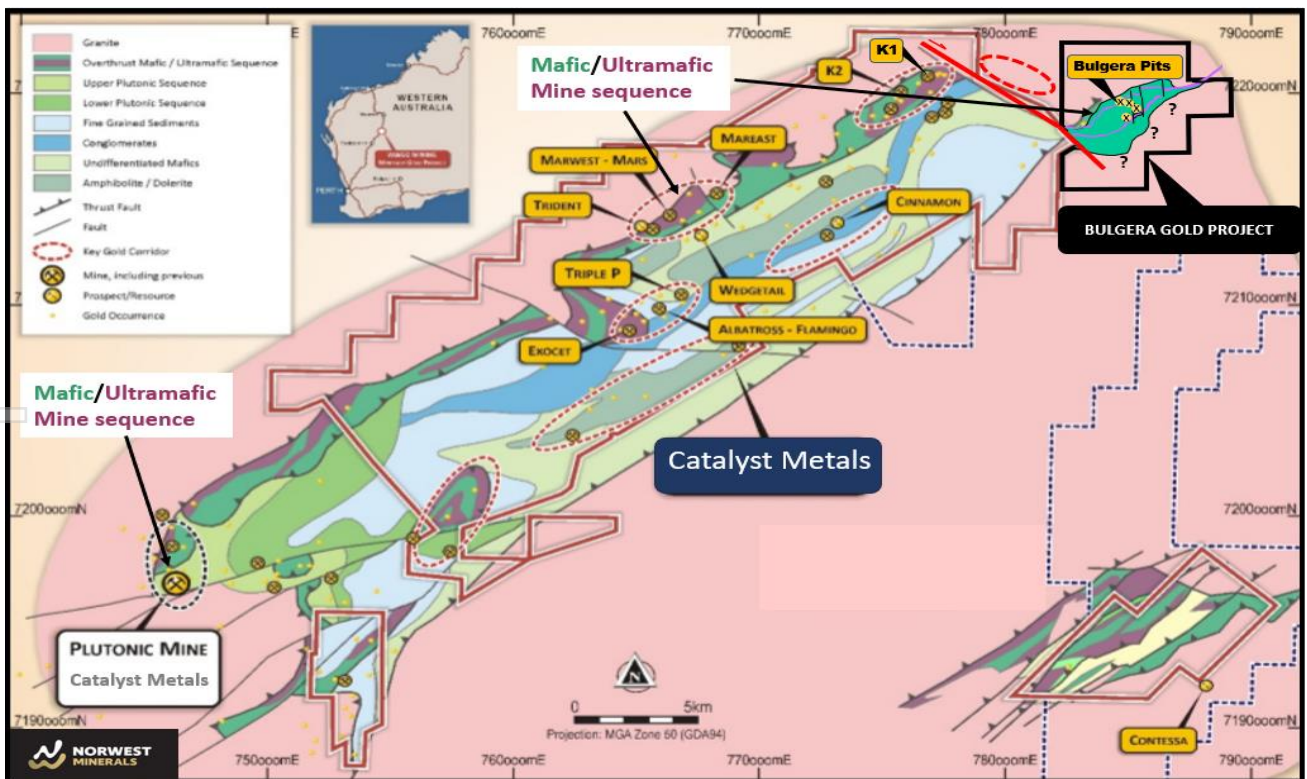 Granite
Overthrust Mafic / Ultramafic Sequence
Upper Plutonic Sequence
Lower Plutonic Sequence
Fine Grained Sediments
Conglomerates
Undifferentiated Mafics
Amphibolite / Dolerite
Thrust Fault
Fault
Key Gold Corridor
Mine, including previous
Prospect/Resource
Gold Occurrence
WESTERN
AUSTRALIA
PERTH
E
760000mE
770000mE
780000mE
790000mE
7220000mN
Mafic/Ultramafic
Mine sequence
K1
K2
Bulgera Pits
? 
?
?
BULGERA GOLD PROJECT
MAREAST
MARWEST - MARS
TRIDENT
CINNAMON
TRIPLE P
WEDGETAIL
ALBATROSS - FLAMINGO
EXOCET
7210000mN
Mafic/Ultramafic
Mine sequence
Catalyst Metals
7200000mN
7200000mN
PLUTONIC MINE
Catalyst Metals
N
0 5km
Projection: MGA Zone 50 (GDA94)
CONTESSA
7190000mN
7190000mN
NORWEST
MINERALS
750000mE
760000mE
770000mE
780000mE
790000mE